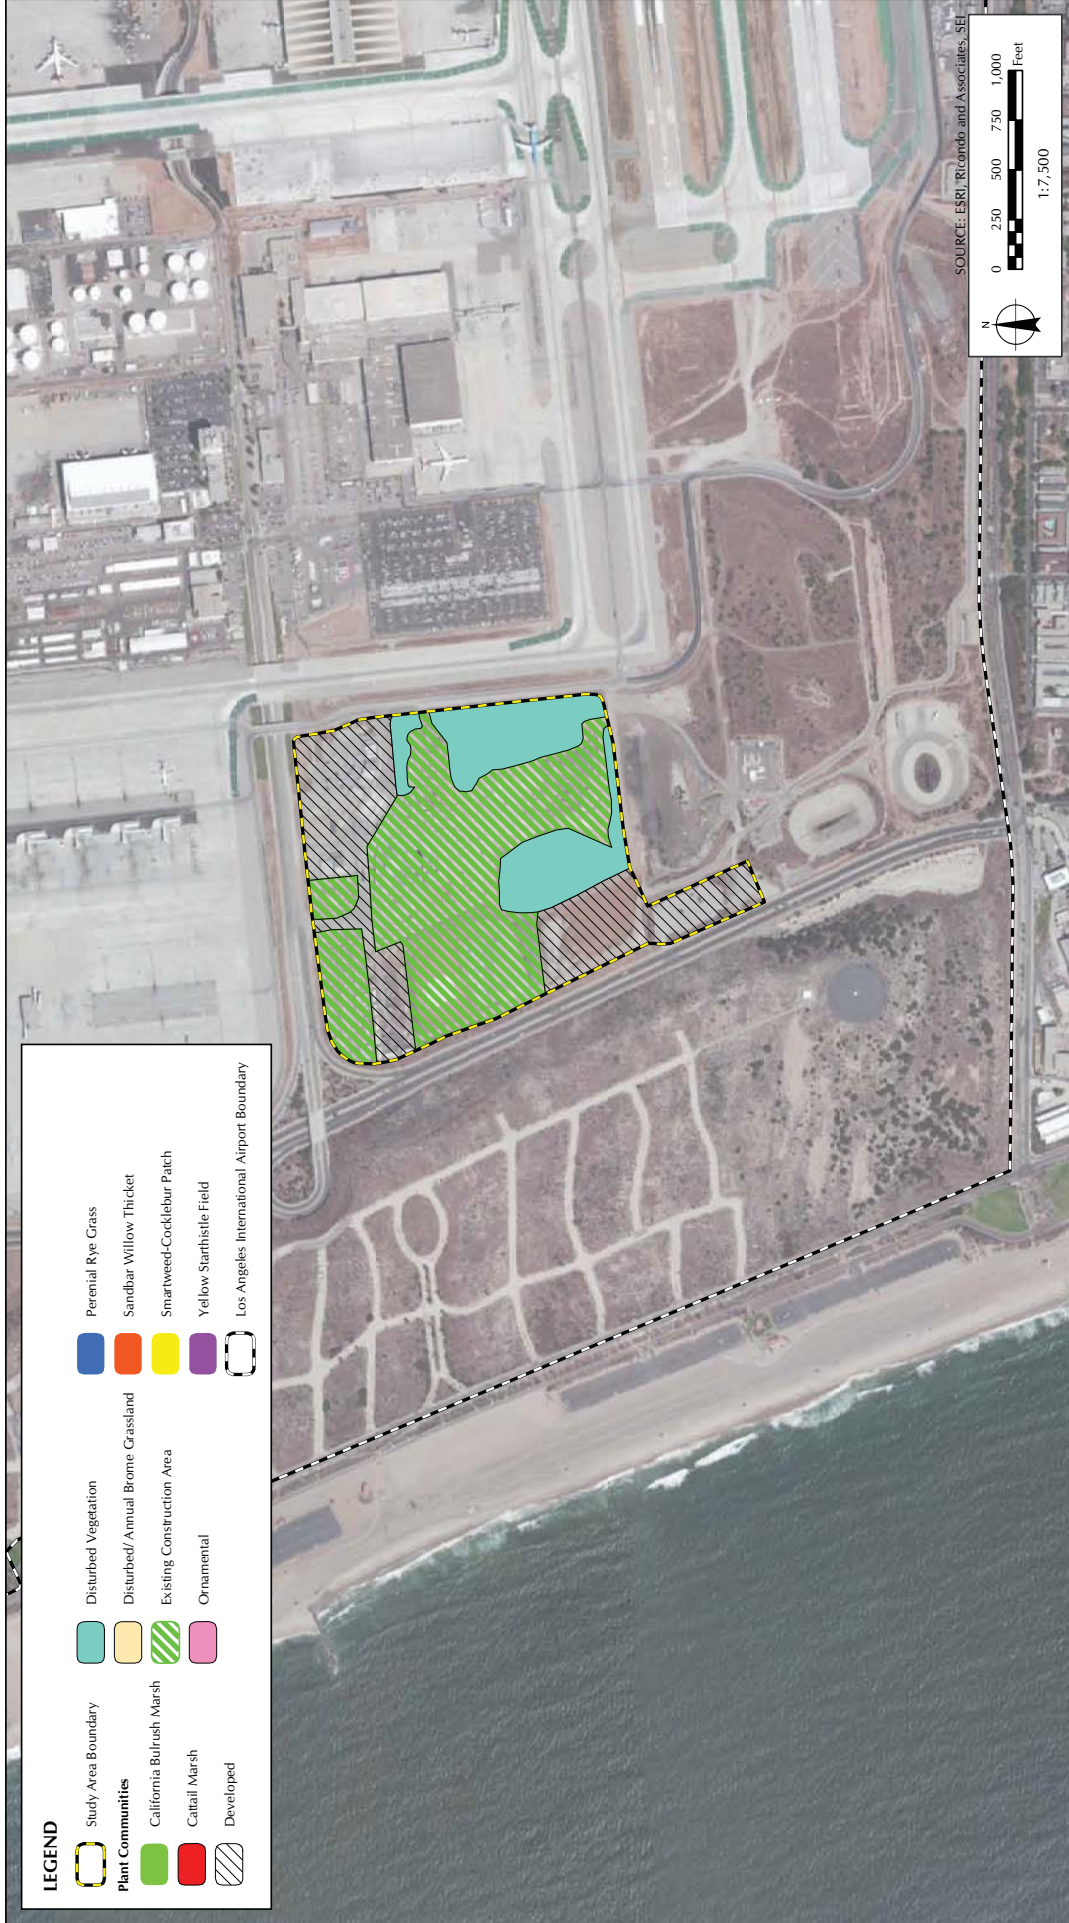 LEGEND
Study Area Boundary
Plant Communities
California Bulrush Marsh
Cattail Marsh
Developed
Disturbed Vegetation
Disturbed/ Annual Brome Grassland
Existing Construction Area
Ornamental
Perenial Rye Grass
Sandbar Willow Thicket
Smartweed-Cocklebur Patch
Yellow Starthistle Field
Los Angeles International Airport Boundary
SOURCE: ESRI, Ricondo and Associates, SEI
N
0 250 500 750 1,000
Feet
1:7,500